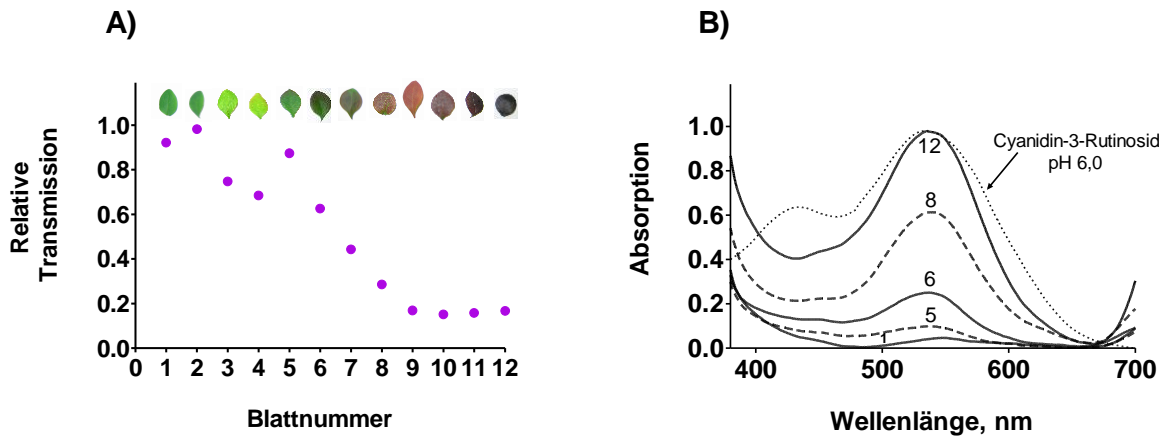 A)
Relative
Transmission
1.0
0.8
0.6
0.4
0.2
0.0
0 1 2 3 4 5 6 7 8 9 10 11 12
Blattnummer
B)
Absorption
1.0
0.8
0.6
0.4
0.2
0.0
12
8
6
5
1
Cyanidin-3-Rutinosid
pH 6,0
400 500 600 700
Wellenlänge, nm